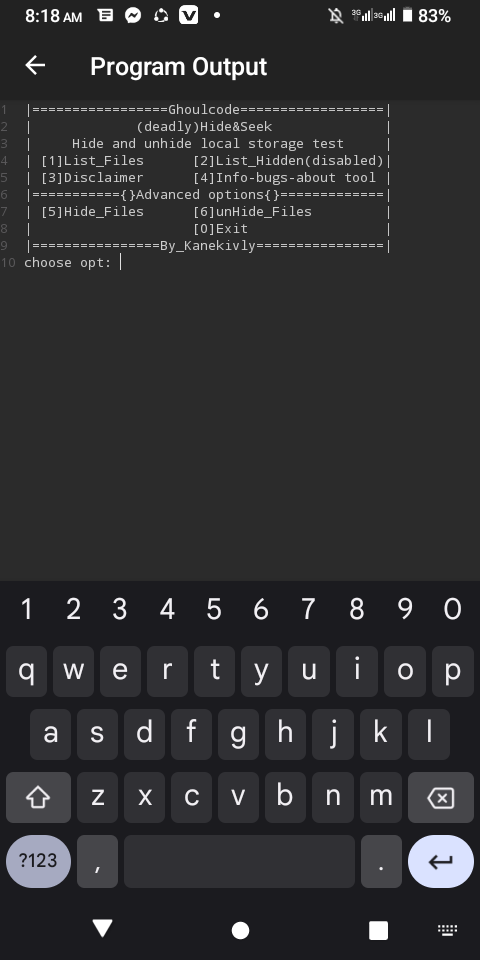 8:18 AM 3G 3G 83%
Program Output
1 |=================Ghoulcode==================|
2 | (deadly)Hide&Seek |
3 | Hide and unhide local storage test |
4 | [1]List_Files [2]List_Hidden(disabled)|
5 | [3]Disclaimer [4]Info-bugs-about tool |
6 |==========={}Advanced options{}=============|
7 | [5]Hide_Files [6]unHide_Files |
8 | [0]Exit |
9 |================By_Kanekivly================|
10 choose opt:
1 2 3 4 5 6 7 8 9 0
q w e r t y u i o p
a s d f g h j k l
z x c v b n m
?123 , .